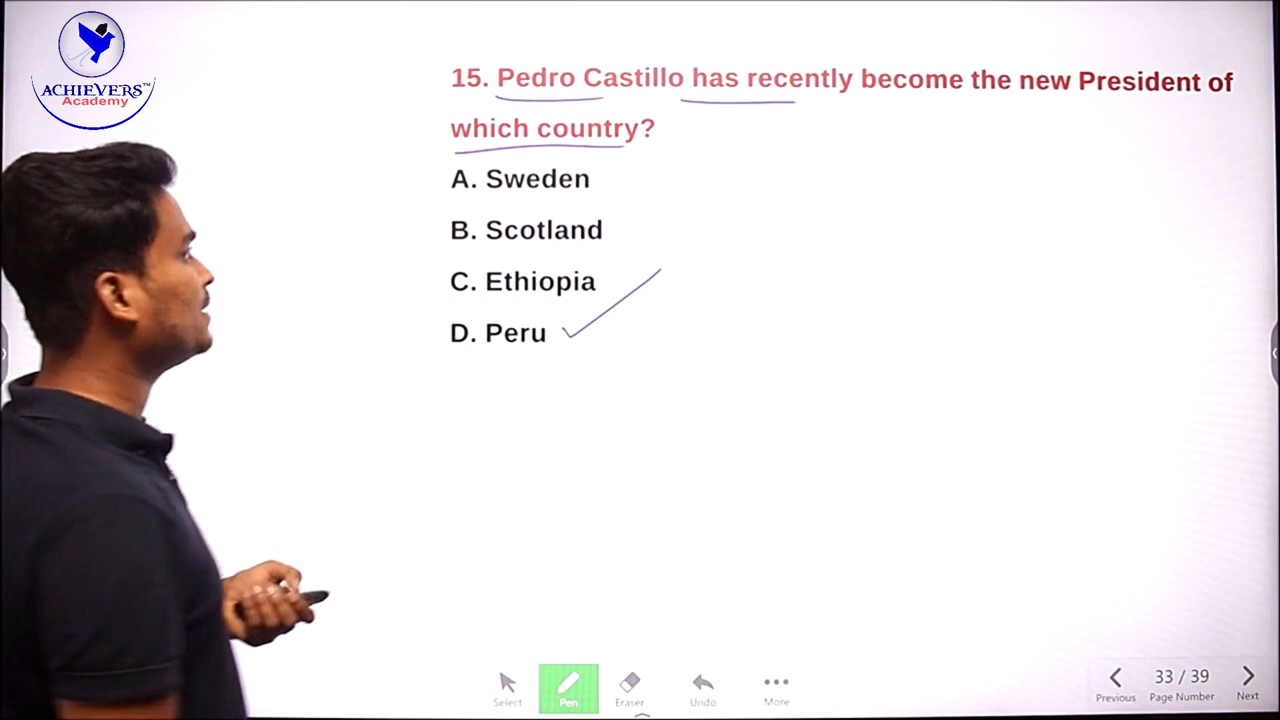 ACHIEVERS™
Academy
15. Pedro Castillo has recently become the new President of
which country?
A. Sweden
B. Scotland
C. Ethiopia
D. Peru
Select
Pen
Eraser
Undo
More
Previous
33 / 39
Page Number
Next